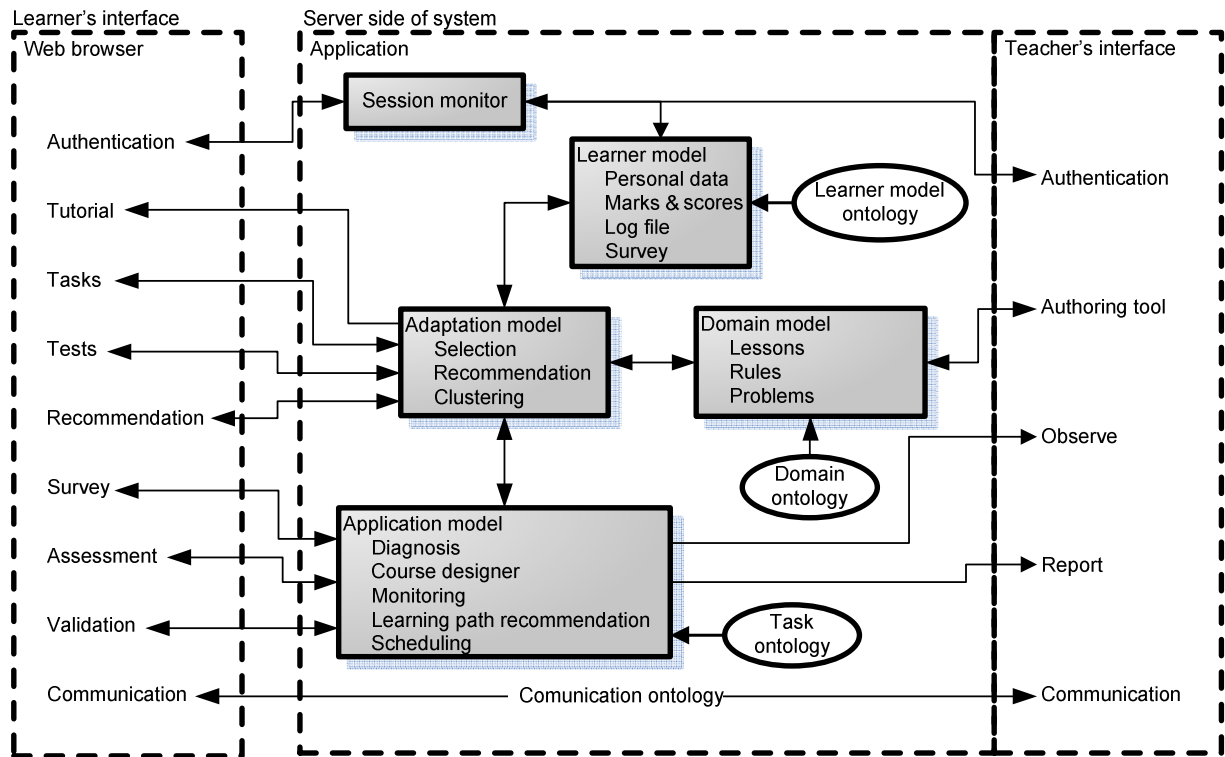 Learner's interface
Server side of system
Web browser
Application
Teacher's interface
Session monitor
Authentication
Tutorial
Tasks
Tests
Recommendation
Survey
Assessment
Validation
Communication
Learner model
Personal data
Marks & scores
Log file
Survey
Learner model
ontology
Adaptation model
Selection
Recommendation
Clustering
Domain model
Lessons
Rules
Problems
Domain
ontology
Application model
Diagnosis
Course designer
Monitoring
Learning path recommendation
Scheduling
Task
ontology
Comunication ontology
Authentication
Authoring tool
Observe
Report
Communication